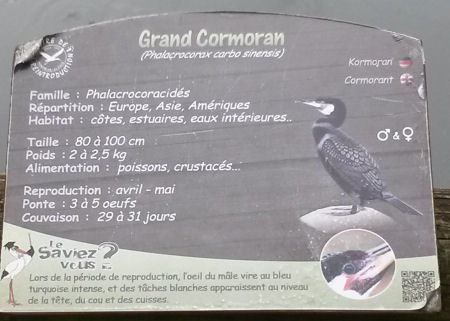 Grand Cormoran
(Phalacrocorax carbo sinensis)
Kormoran
Cormorant
RÉINTRODUCTION
Famille : Phalacrocoracidés
Répartition : Europe, Asie, Amériques
Habitat : côtes, estuaires, eaux intérieures..
Taille : 80 à 100 cm
Poids : 2 à 2,5 kg
Alimentation : poissons, crustacés...
♂ & ♀
Reproduction : avril - mai
Ponte : 3 à 5 oeufs
Couvaison : 29 à 31 jours
Le
Saviez
vous ...?
Lors de la période de reproduction, l'oeil du mâle vire au bleu
turquoise intense, et des tâches blanches apparaissent au niveau
de la tête, du cou et des cuisses.